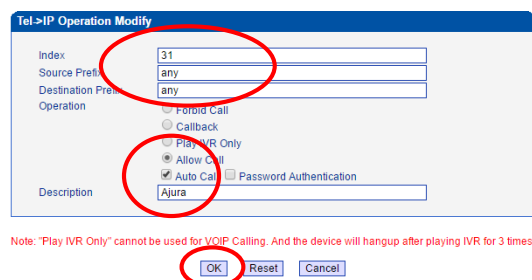 Tel->IP Operation Modify
Index 31
Source Prefix any
Destination Prefix any
Operation Forbid Call
Callback
Play IVR Only
Allow Call
Auto Call Password Authentication
Description Ajura
Note: "Play IVR Only" cannot be used for VOIP Calling. And the device will hangup after playing IVR for 3 times
OK Reset Cancel